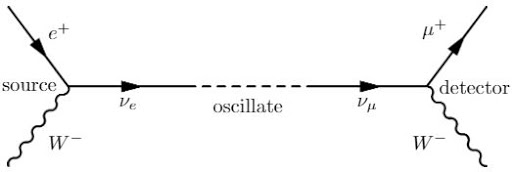 e⁺
μ⁺
source
detector
νₑ
oscillate
ν_μ
W⁻
W⁻